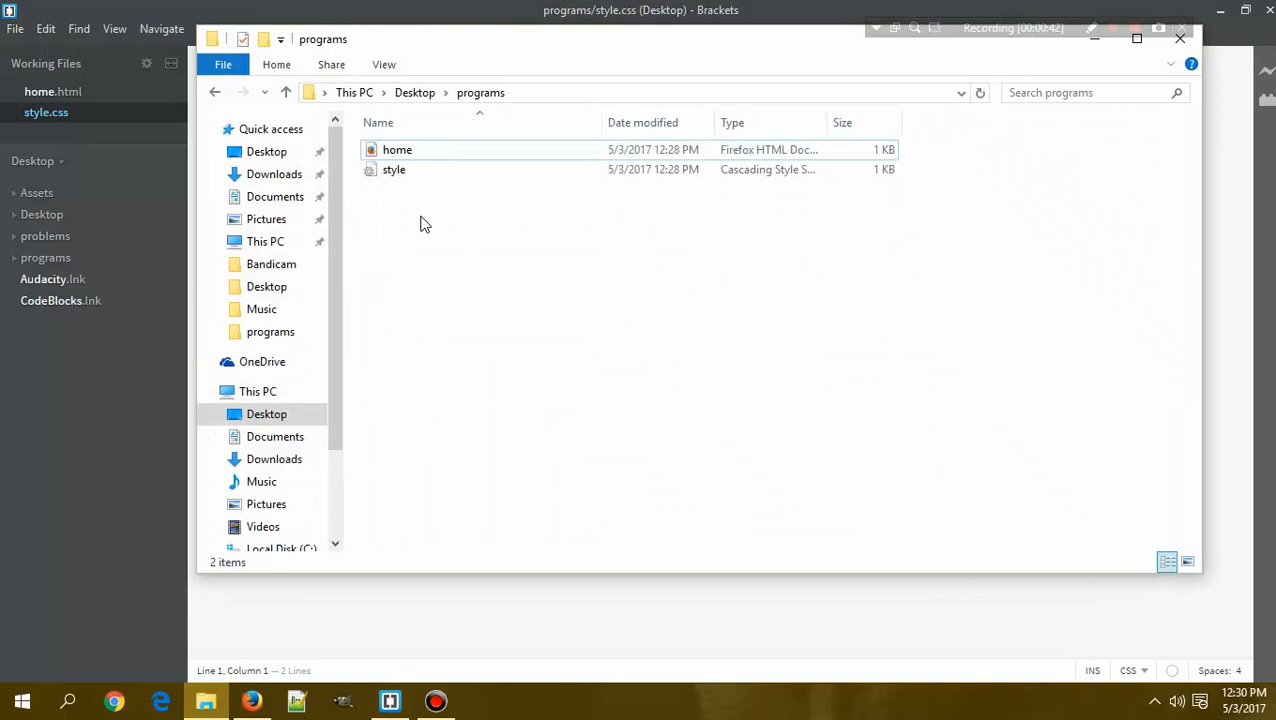 programs/style.css (Desktop) - Brackets
File Edit Find View Navigate
Recording [00:00:42]
programs
Working Files
File Home Share View
home.html
This PC Desktop programs
Search programs
style.css
Name Date modified Type Size
Quick access
home 5/3/2017 12:28 PM Firefox HTML Doc... 1 KB
Desktop
style 5/3/2017 12:28 PM Cascading Style S... 1 KB
Desktop
Downloads
Assets
Documents
Desktop
Pictures
problems
This PC
programs
Bandicam
Audacity.lnk
Desktop
CodeBlocks.lnk
Music
programs
OneDrive
This PC
Desktop
Documents
Downloads
Music
Pictures
Videos
Local Disk (C:)
2 items
Line 1, Column 1 — 2 Lines
INS CSS Spaces: 4
12:30 PM
5/3/2017